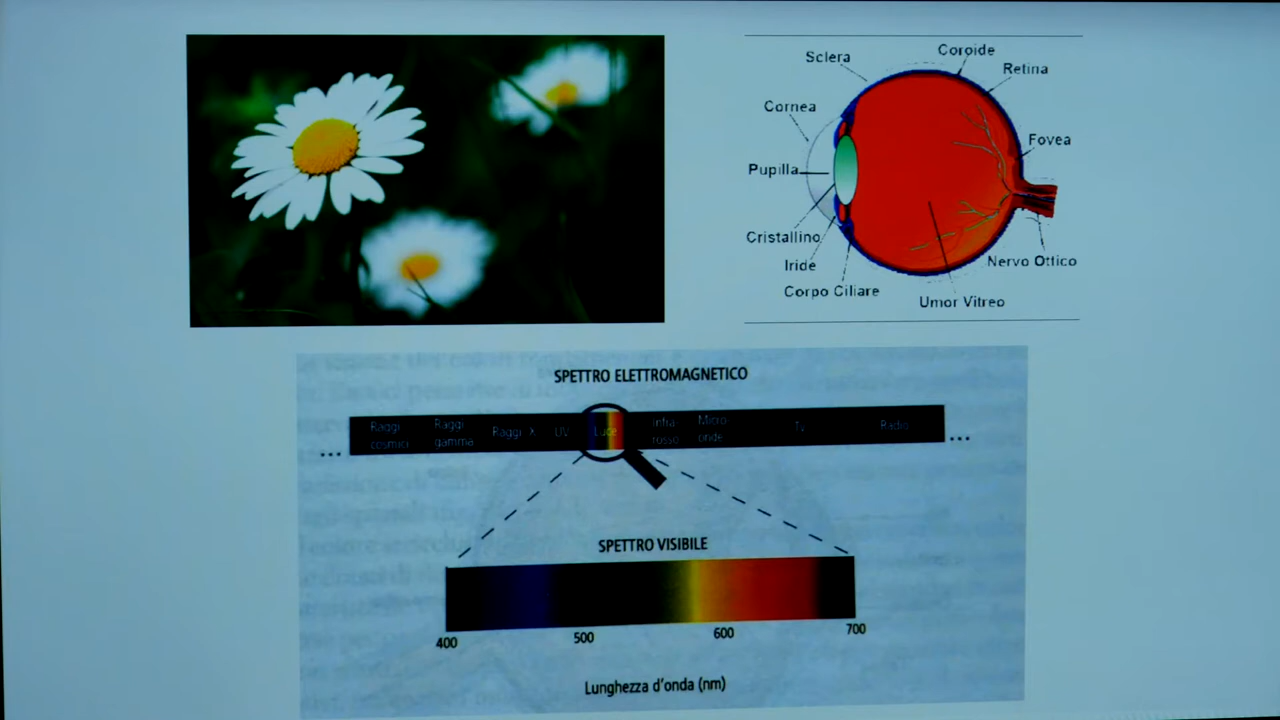 Sclera
Coroide
Retina
Cornea
Fovea
Pupilla
Cristallino
Iride
Nervo Ottico
Corpo Ciliare
Umor Vitreo
SPETTRO ELETTROMAGNETICO
... Raggi cosmici Raggi gamma Raggi X UV Luce Infra- rosso Micro onde Tv Radio ...
SPETTRO VISIBILE
400 500 600 700
Lunghezza d'onda (nm)